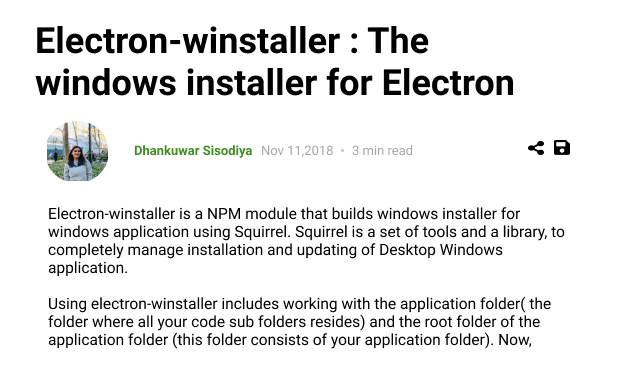 Electron-winstaller : The
windows installer for Electron
Dhankuwar Sisodiya Nov 11,2018 • 3 min read
Electron-winstaller is a NPM module that builds windows installer for
windows application using Squirrel. Squirrel is a set of tools and a library, to
completely manage installation and updating of Desktop Windows
application.
Using electron-winstaller includes working with the application folder( the
folder where all your code sub folders resides) and the root folder of the
application folder (this folder consists of your application folder). Now,